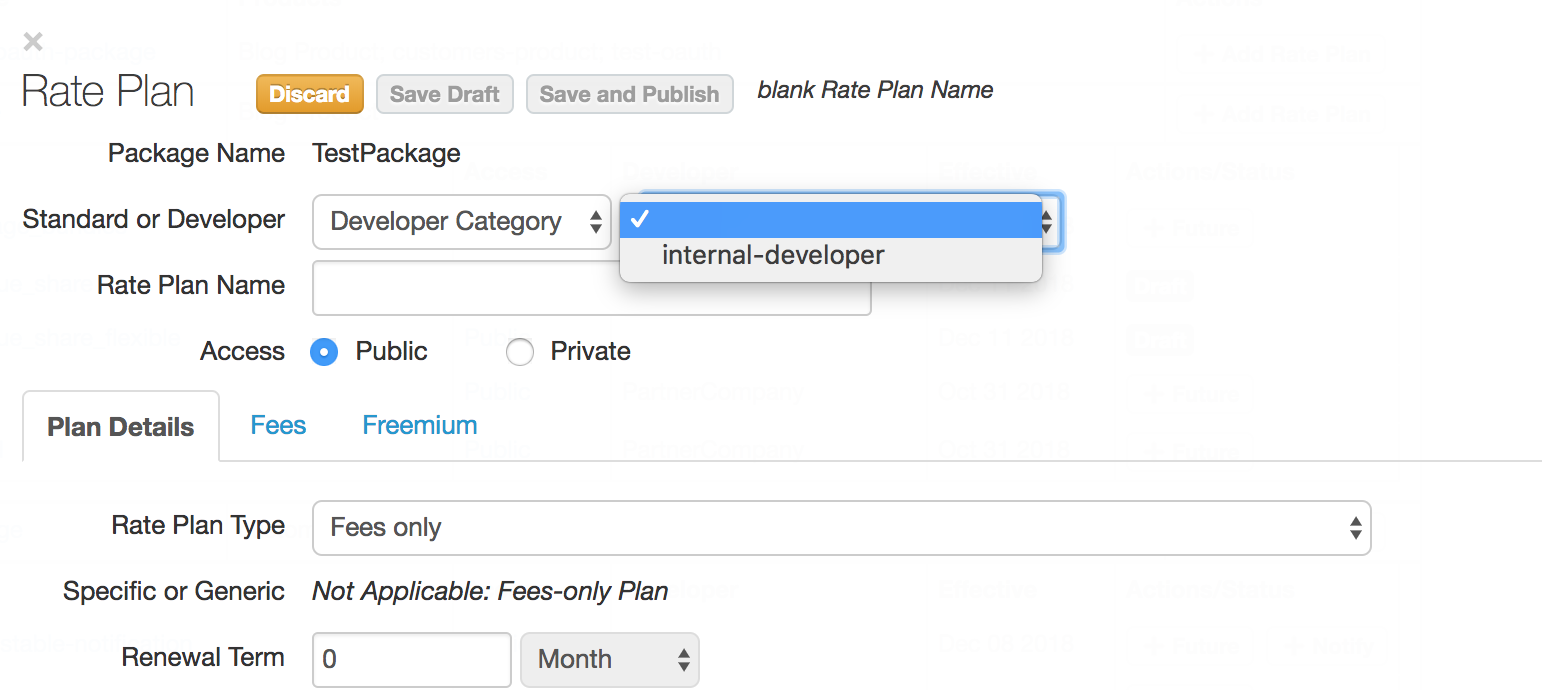 Rate Plan Discard Save Draft Save and Publish blank Rate Plan Name
Package Name TestPackage
Standard or Developer Developer Category
internal-developer
Rate Plan Name
Access Public Private
Plan Details Fees Freemium
Rate Plan Type Fees only
Specific or Generic Not Applicable: Fees-only Plan
Renewal Term 0 Month